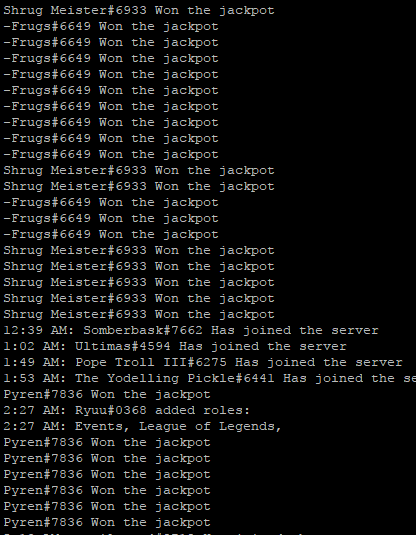 Shrug Meister#6933 Won the jackpot
-Frugs#6649 Won the jackpot
-Frugs#6649 Won the jackpot
-Frugs#6649 Won the jackpot
-Frugs#6649 Won the jackpot
-Frugs#6649 Won the jackpot
-Frugs#6649 Won the jackpot
-Frugs#6649 Won the jackpot
-Frugs#6649 Won the jackpot
-Frugs#6649 Won the jackpot
Shrug Meister#6933 Won the jackpot
Shrug Meister#6933 Won the jackpot
-Frugs#6649 Won the jackpot
-Frugs#6649 Won the jackpot
-Frugs#6649 Won the jackpot
Shrug Meister#6933 Won the jackpot
Shrug Meister#6933 Won the jackpot
Shrug Meister#6933 Won the jackpot
Shrug Meister#6933 Won the jackpot
Shrug Meister#6933 Won the jackpot
12:39 AM: Somberbask#7662 Has joined the server
1:02 AM: Ultimas#4594 Has joined the server
1:49 AM: Pope Troll III#6275 Has joined the server
1:53 AM: The Yodelling Pickle#6441 Has joined the se
Pyren#7836 Won the jackpot
2:27 AM: Ryuu#0368 added roles:
2:27 AM: Events, League of Legends,
Pyren#7836 Won the jackpot
Pyren#7836 Won the jackpot
Pyren#7836 Won the jackpot
Pyren#7836 Won the jackpot
Pyren#7836 Won the jackpot
Pyren#7836 Won the jackpot